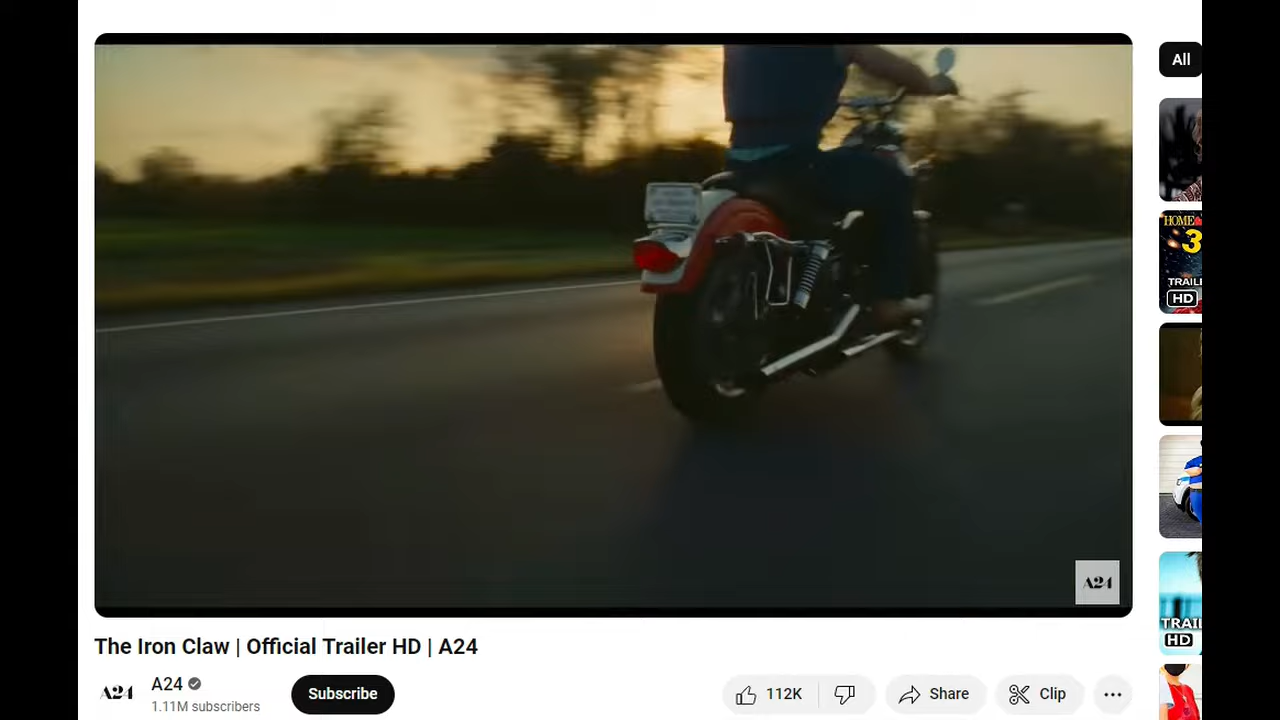 All
HOME
3
TRAIL
HD
A24
TRAIL
HD
The Iron Claw | Official Trailer HD | A24
A24
A24
1.11M subscribers
Subscribe
112K
Share
Clip